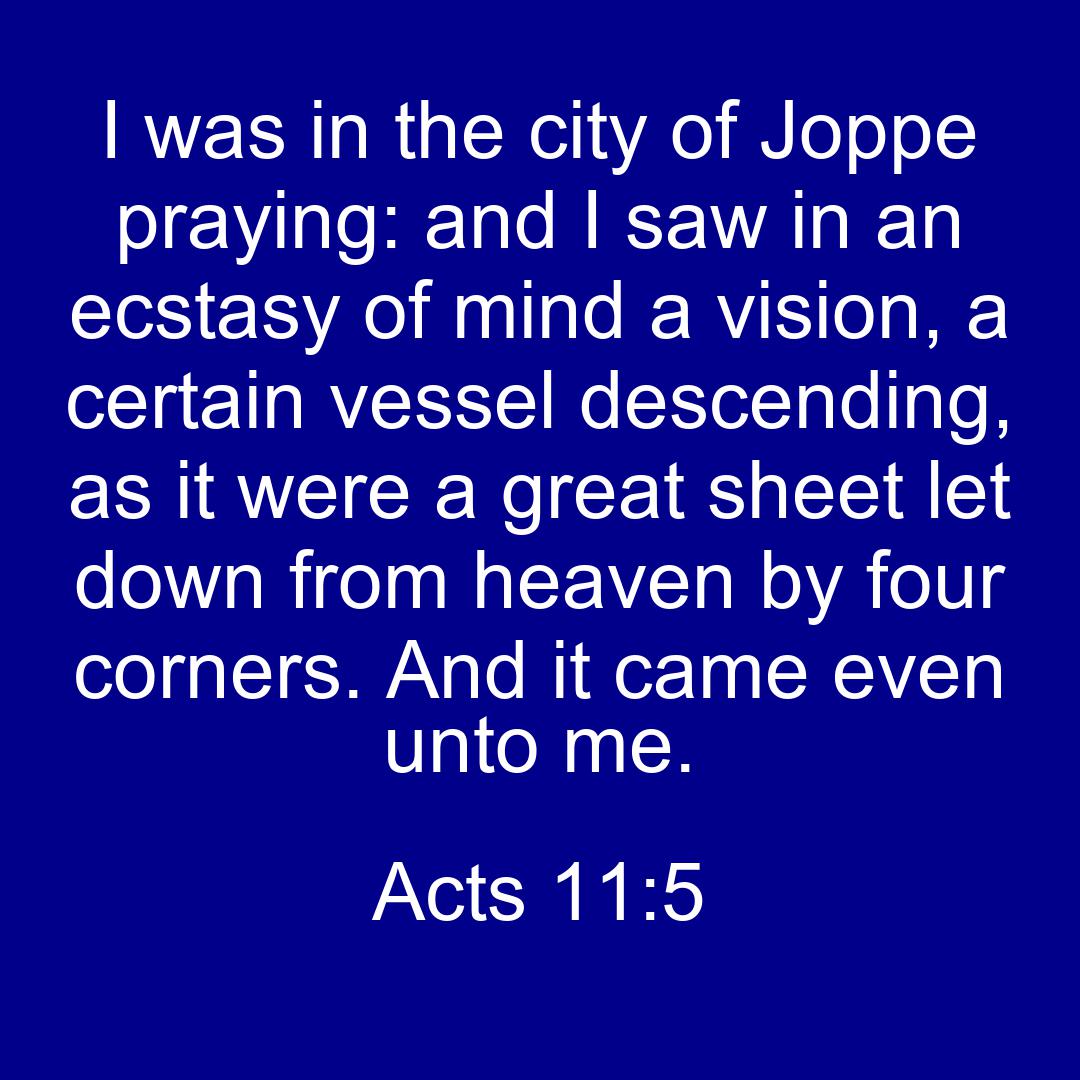 I was in the city of Joppe
praying: and I saw in an
ecstasy of mind a vision, a
certain vessel descending,
as it were a great sheet let
down from heaven by four
corners. And it came even
unto me.
Acts 11:5